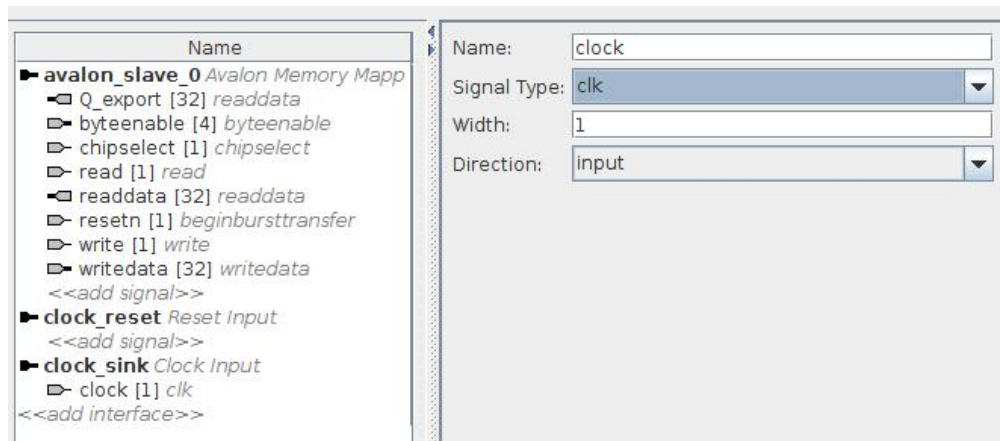 Name
avalon_slave_0 Avalon Memory Mapp
Q_export [32] readdata
byteenable [4] byteenable
chipselect [1] chipselect
read [1] read
readdata [32] readdata
resetn [1] beginbursttransfer
write [1] write
writedata [32] writedata
<<add signal>>
clock_reset Reset Input
<<add signal>>
clock_sink Clock Input
clock [1] clk
<<add interface>>
Name: clock
Signal Type: clk
Width: 1
Direction: input